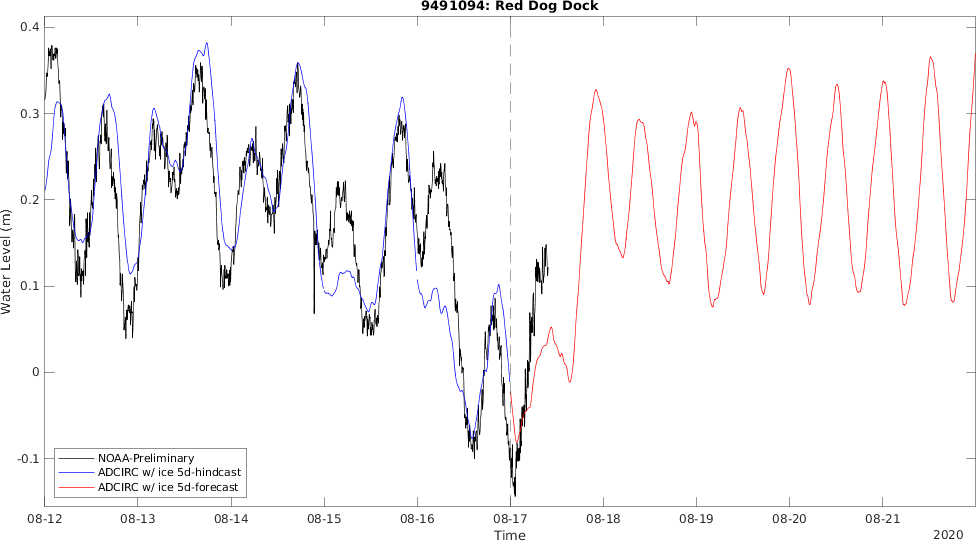 9491094: Red Dog Dock
0.4
0.3
0.2
0.1
0
-0.1
Water Level (m)
NOAA-Preliminary
ADCIRC w/ ice 5d-hindcast
ADCIRC w/ ice 5d-forecast
08-12 08-13 08-14 08-15 08-16 08-17 08-18 08-19 08-20 08-21
Time
2020